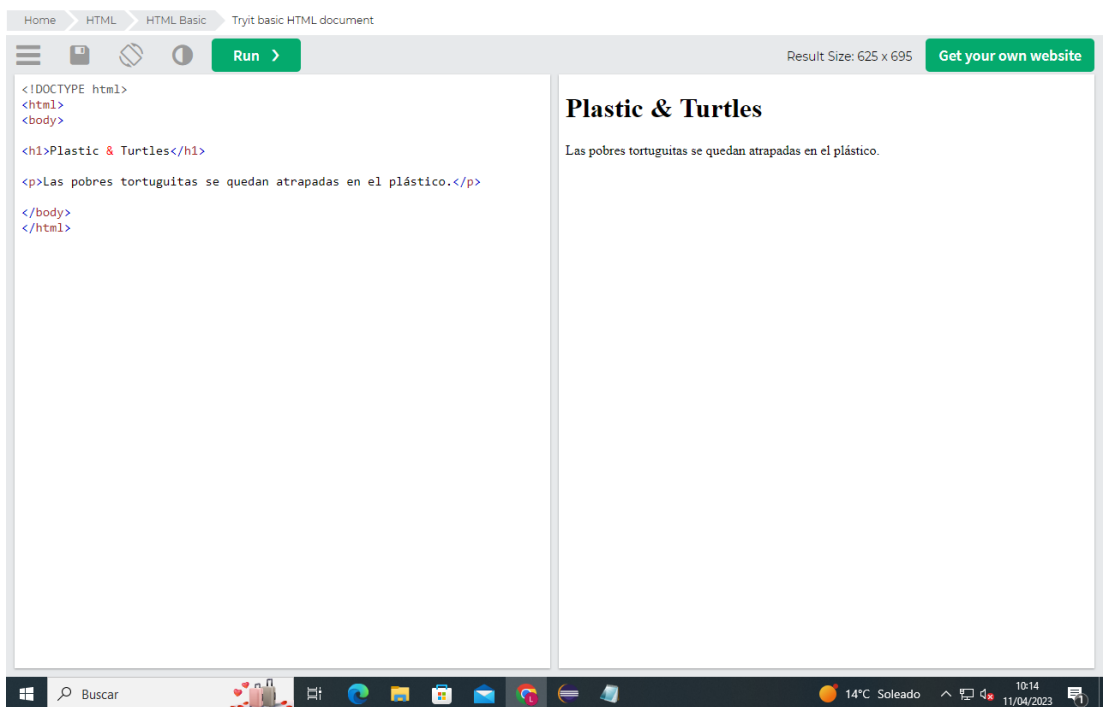 Home HTML HTML Basic Tryit basic HTML document
Run ❯ Result Size: 625 x 695 Get your own website
<!DOCTYPE html>
<html>
<body>
<h1>Plastic & Turtles</h1>
<p>Las pobres tortuguitas se quedan atrapadas en el plástico.</p>
</body>
</html>
Plastic & Turtles
Las pobres tortuguitas se quedan atrapadas en el plástico.
Buscar 14°C Soleado 10:14
11/04/2023 1